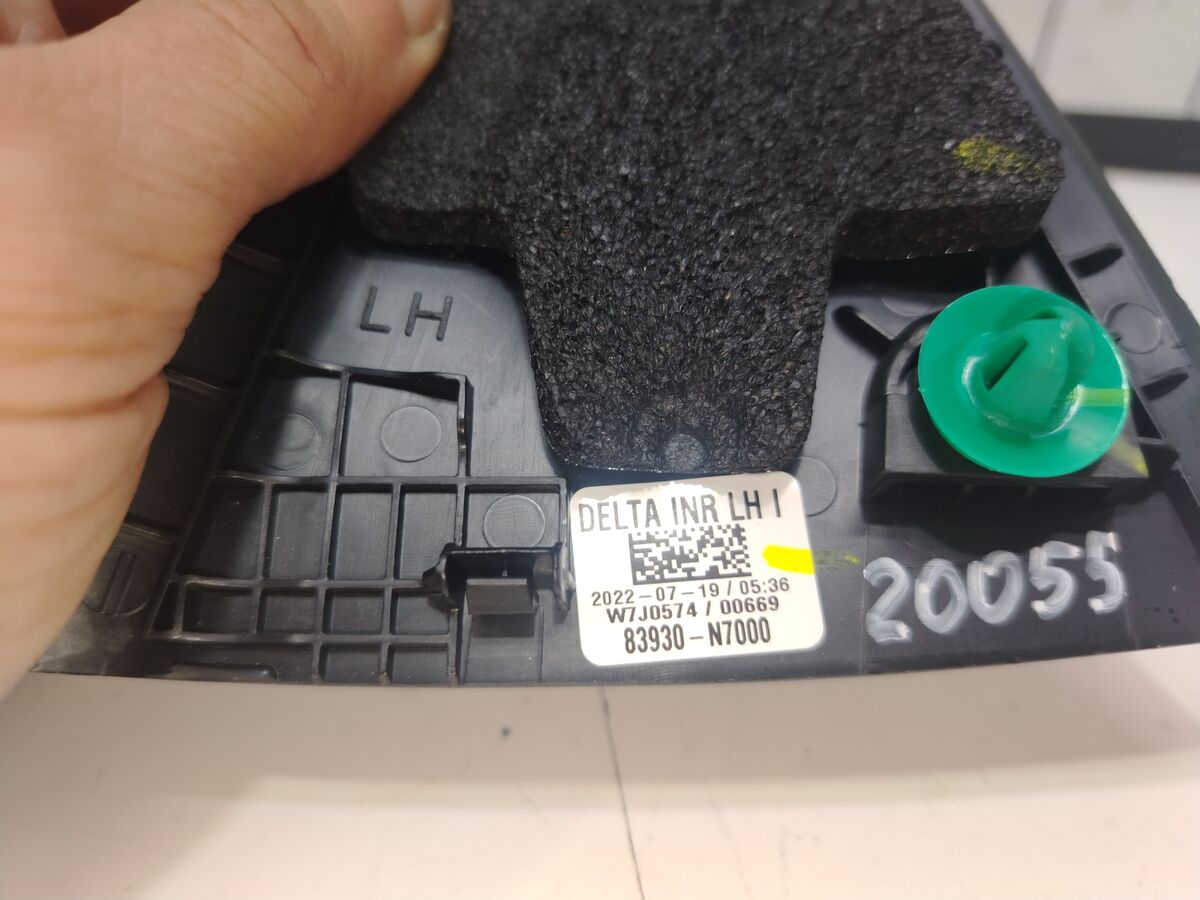 LH
DELTA INR LH I
2022-07-19 / 05:36
W7J0574 / 00669
83930-N7000
20055